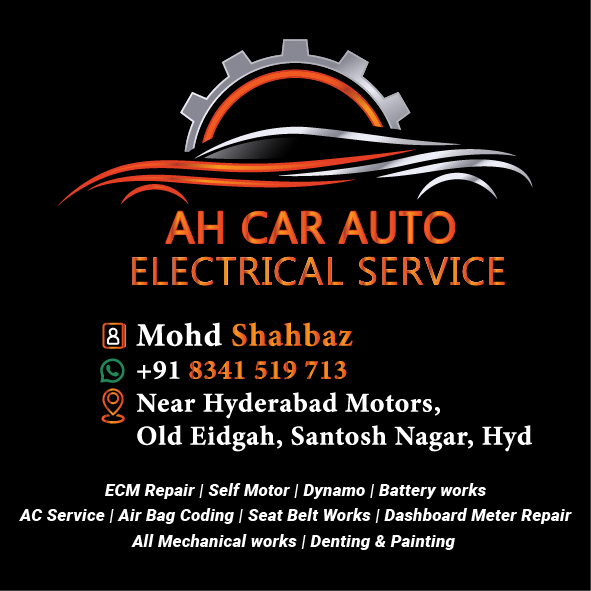 AH CAR AUTO
ELECTRICAL SERVICE
Mohd Shahbaz
+91 8341 519 713
Near Hyderabad Motors,
Old Eidgah, Santosh Nagar, Hyd
ECM Repair | Self Motor | Dynamo | Battery works
AC Service | Air Bag Coding | Seat Belt Works | Dashboard Meter Repair
All Mechanical works | Denting & Painting